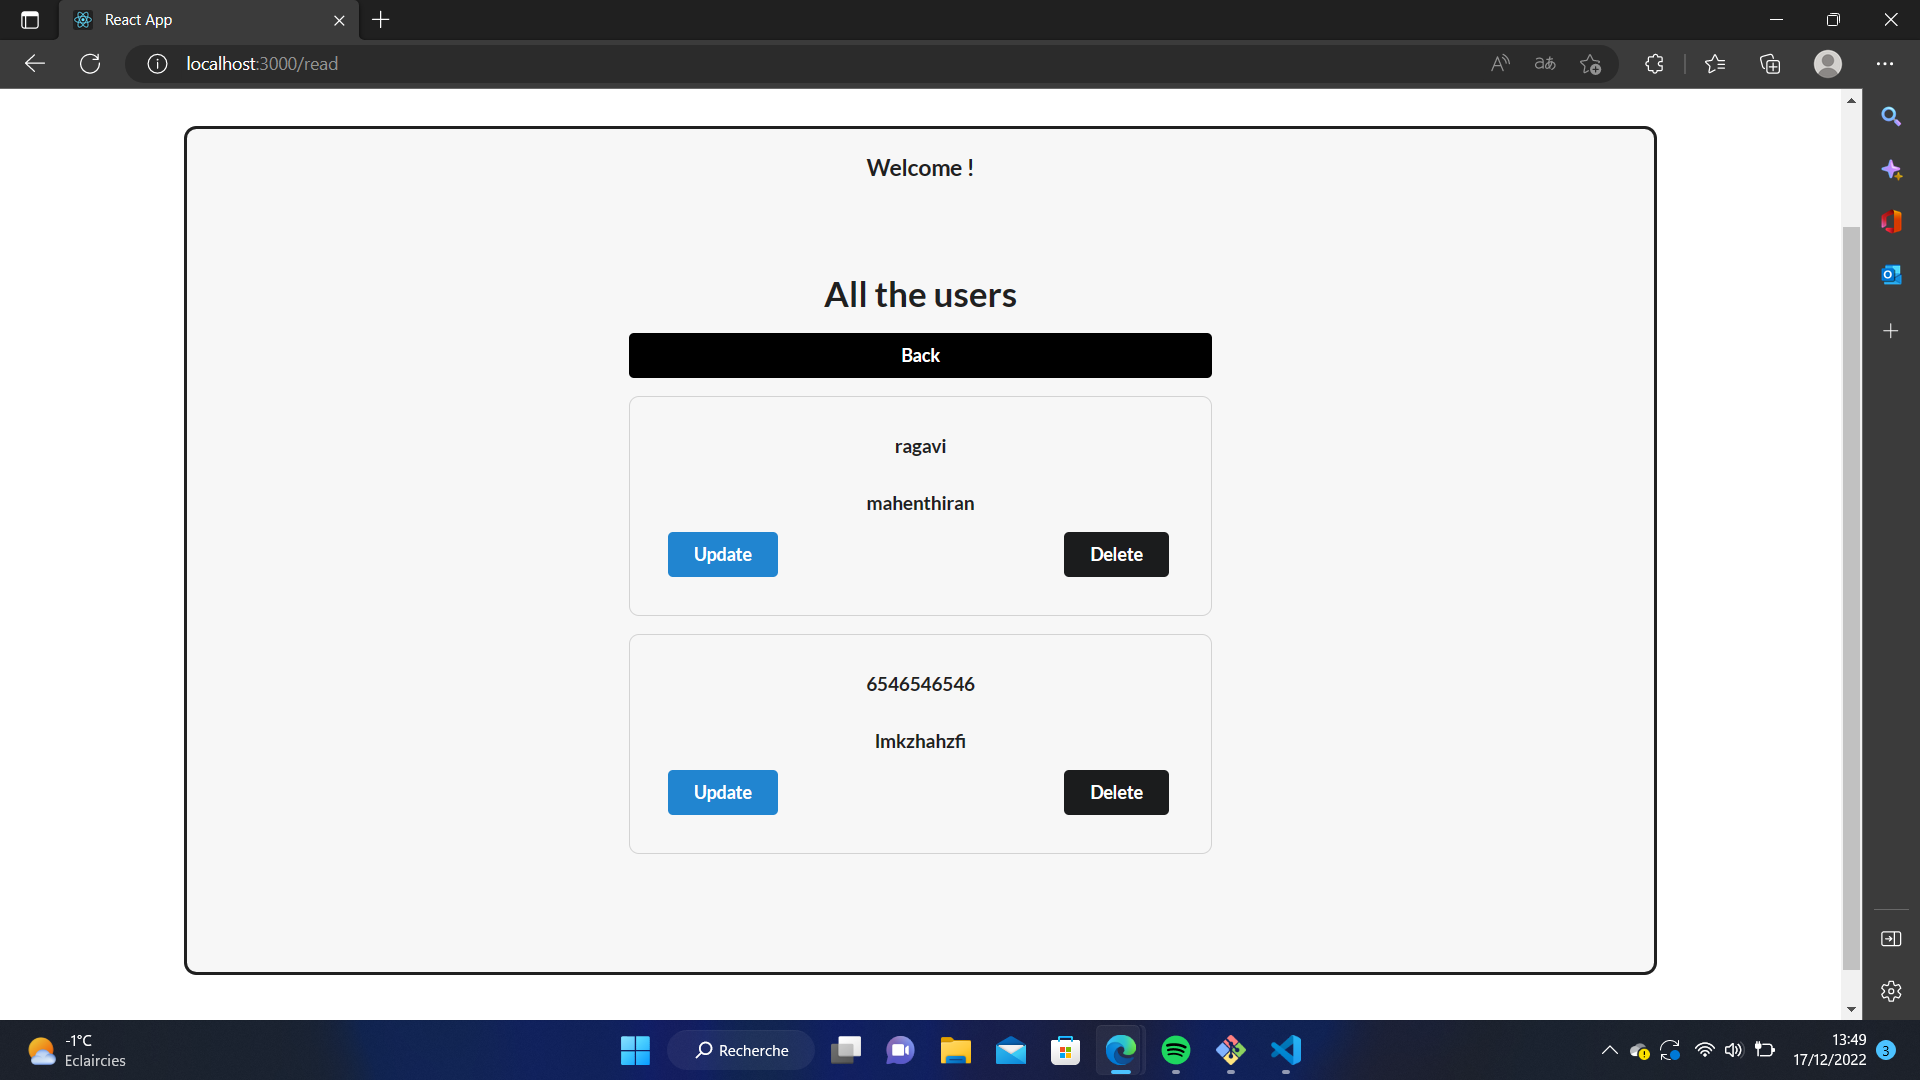 React App
localhost:3000/read
Welcome !
All the users
Back
ragavi
mahenthiran
Update
Delete
6546546546
lmkzhahzfi
Update
Delete
-1°C
Eclaircies
Recherche
13:49
17/12/2022
3